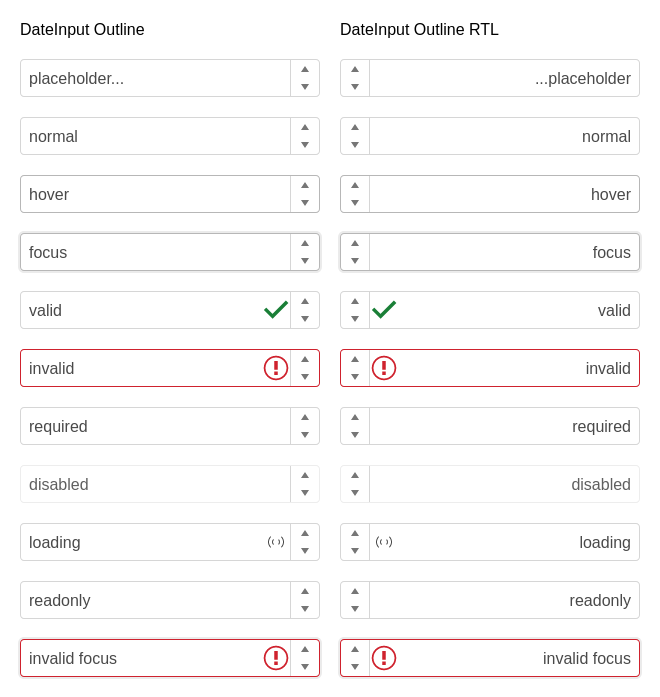 DateInput Outline
DateInput Outline RTL
placeholder...
...placeholder
normal
normal
hover
hover
focus
focus
valid
valid
invalid
invalid
required
required
disabled
disabled
loading
loading
readonly
readonly
invalid focus
invalid focus